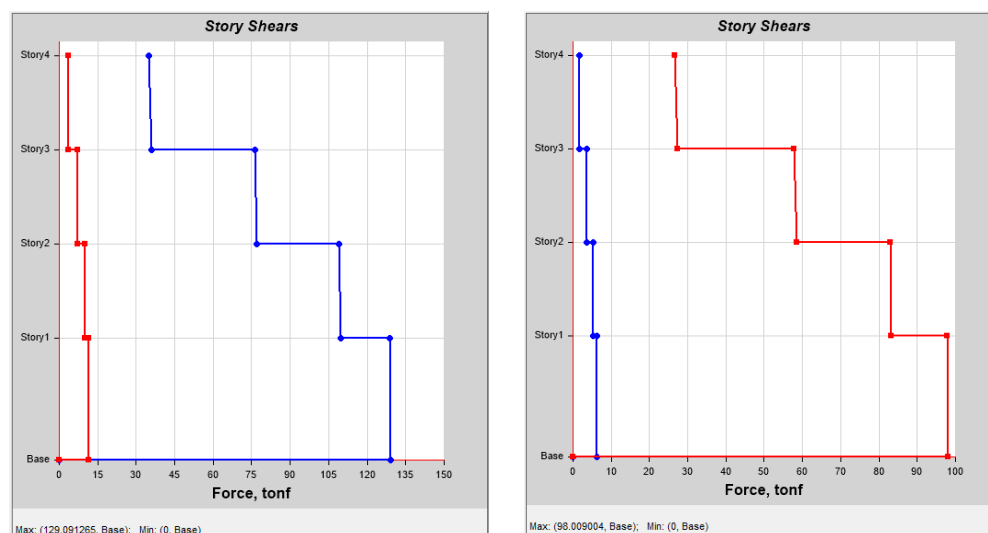 Story Shears
Story4
Story3
Story2
Story1
Base
0 15 30 45 60 75 90 105 120 135 150
Force, tonf
Max: (129.091265, Base); Min: (0, Base)
Story Shears
Story4
Story3
Story2
Story1
Base
0 10 20 30 40 50 60 70 80 90 100
Force, tonf
Max: (98.009004, Base); Min: (0, Base)